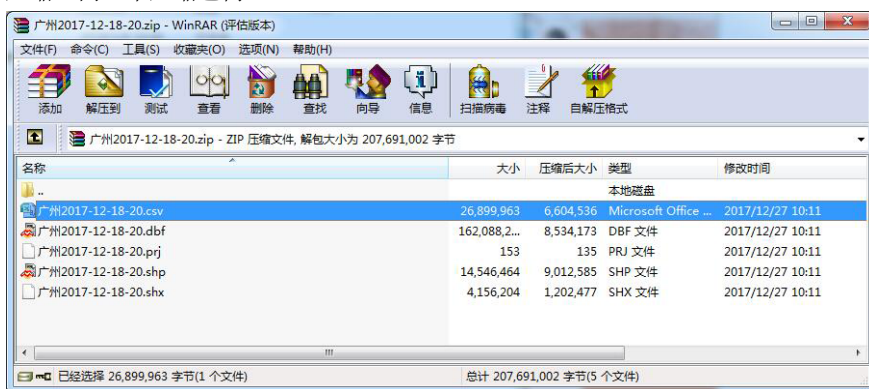 广州2017-12-18-20.zip - WinRAR (评估版本)
文件(F) 命令(C) 工具(S) 收藏夹(O) 选项(N) 帮助(H)
添加 解压到 测试 查看 删除 查找 向导 信息 扫描病毒 注释 自解压格式
广州2017-12-18-20.zip - ZIP 压缩文件, 解包大小为 207,691,002 字节
名称 大小 压缩后大小 类型 修改时间
.. 本地磁盘
广州2017-12-18-20.csv 26,899,963 6,604,536 Microsoft Office ... 2017/12/27 10:11
广州2017-12-18-20.dbf 162,088,2... 8,534,173 DBF 文件 2017/12/27 10:11
广州2017-12-18-20.prj 153 135 PRJ 文件 2017/12/27 10:11
广州2017-12-18-20.shp 14,546,464 9,012,585 SHP 文件 2017/12/27 10:11
广州2017-12-18-20.shx 4,156,204 1,202,477 SHX 文件 2017/12/27 10:11
已经选择 26,899,963 字节(1 个文件) 总计 207,691,002 字节(5 个文件)